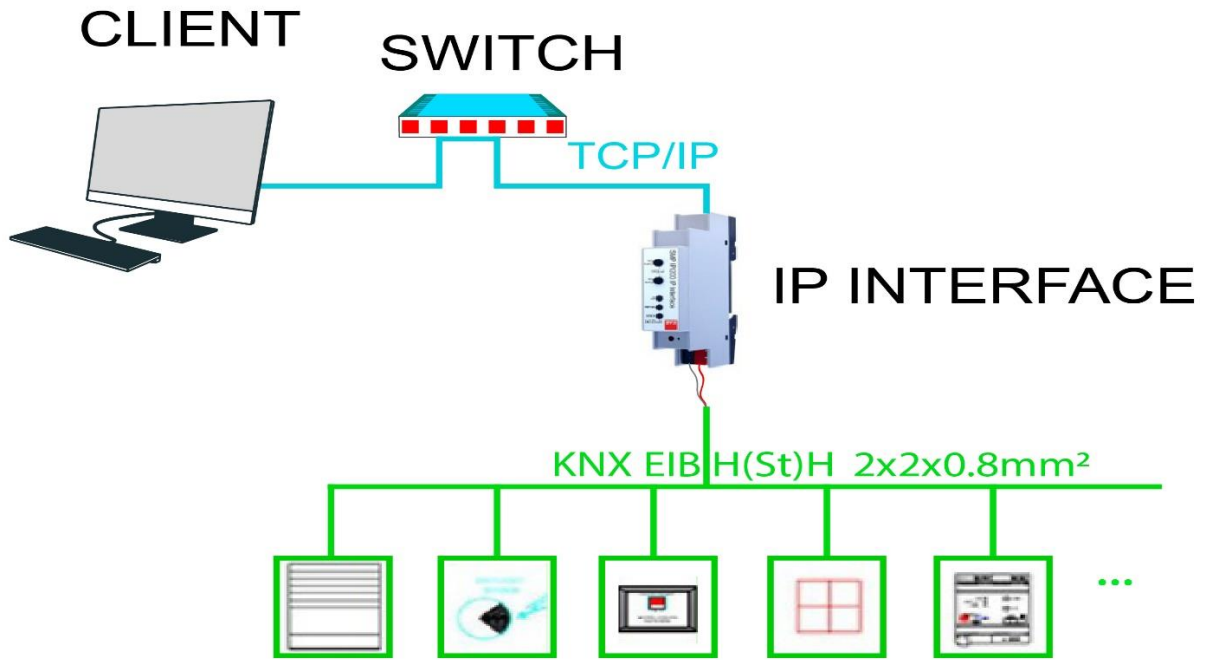 CLIENT
SWITCH
TCP/IP
IP INTERFACE
KNX EIB H(St)H 2x2x0.8mm²
...